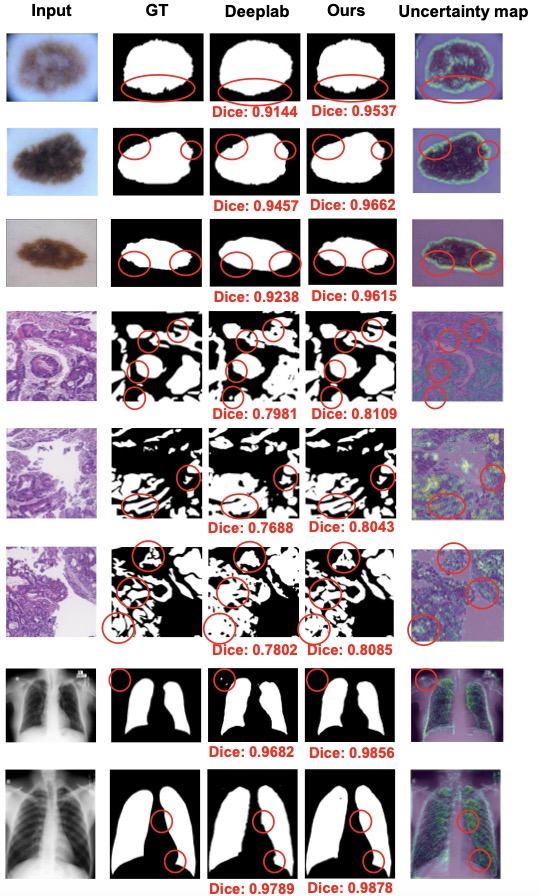 Input GT Deeplab Ours Uncertainty map
Dice: 0.9144 Dice: 0.9537
Dice: 0.9457 Dice: 0.9662
Dice: 0.9238 Dice: 0.9615
Dice: 0.7981 Dice: 0.8109
Dice: 0.7688 Dice: 0.8043
Dice: 0.7802 Dice: 0.8085
Dice: 0.9682 Dice: 0.9856
Dice: 0.9789 Dice: 0.9878